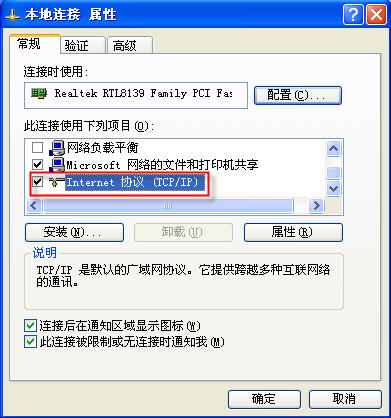 本地连接 属性
常规 验证 高级
连接时使用:
Realtek RTL8139 Family PCI Fas
配置(C)...
此连接使用下列项目(O):
网络负载平衡
Microsoft 网络的文件和打印机共享
Internet 协议 (TCP/IP)
安装(N)... 卸载(U) 属性(R)
说明
TCP/IP 是默认的广域网协议。它提供跨越多种互联网络
的通讯。
连接后在通知区域显示图标(W)
此连接被限制或无连接时通知我(M)
确定 取消